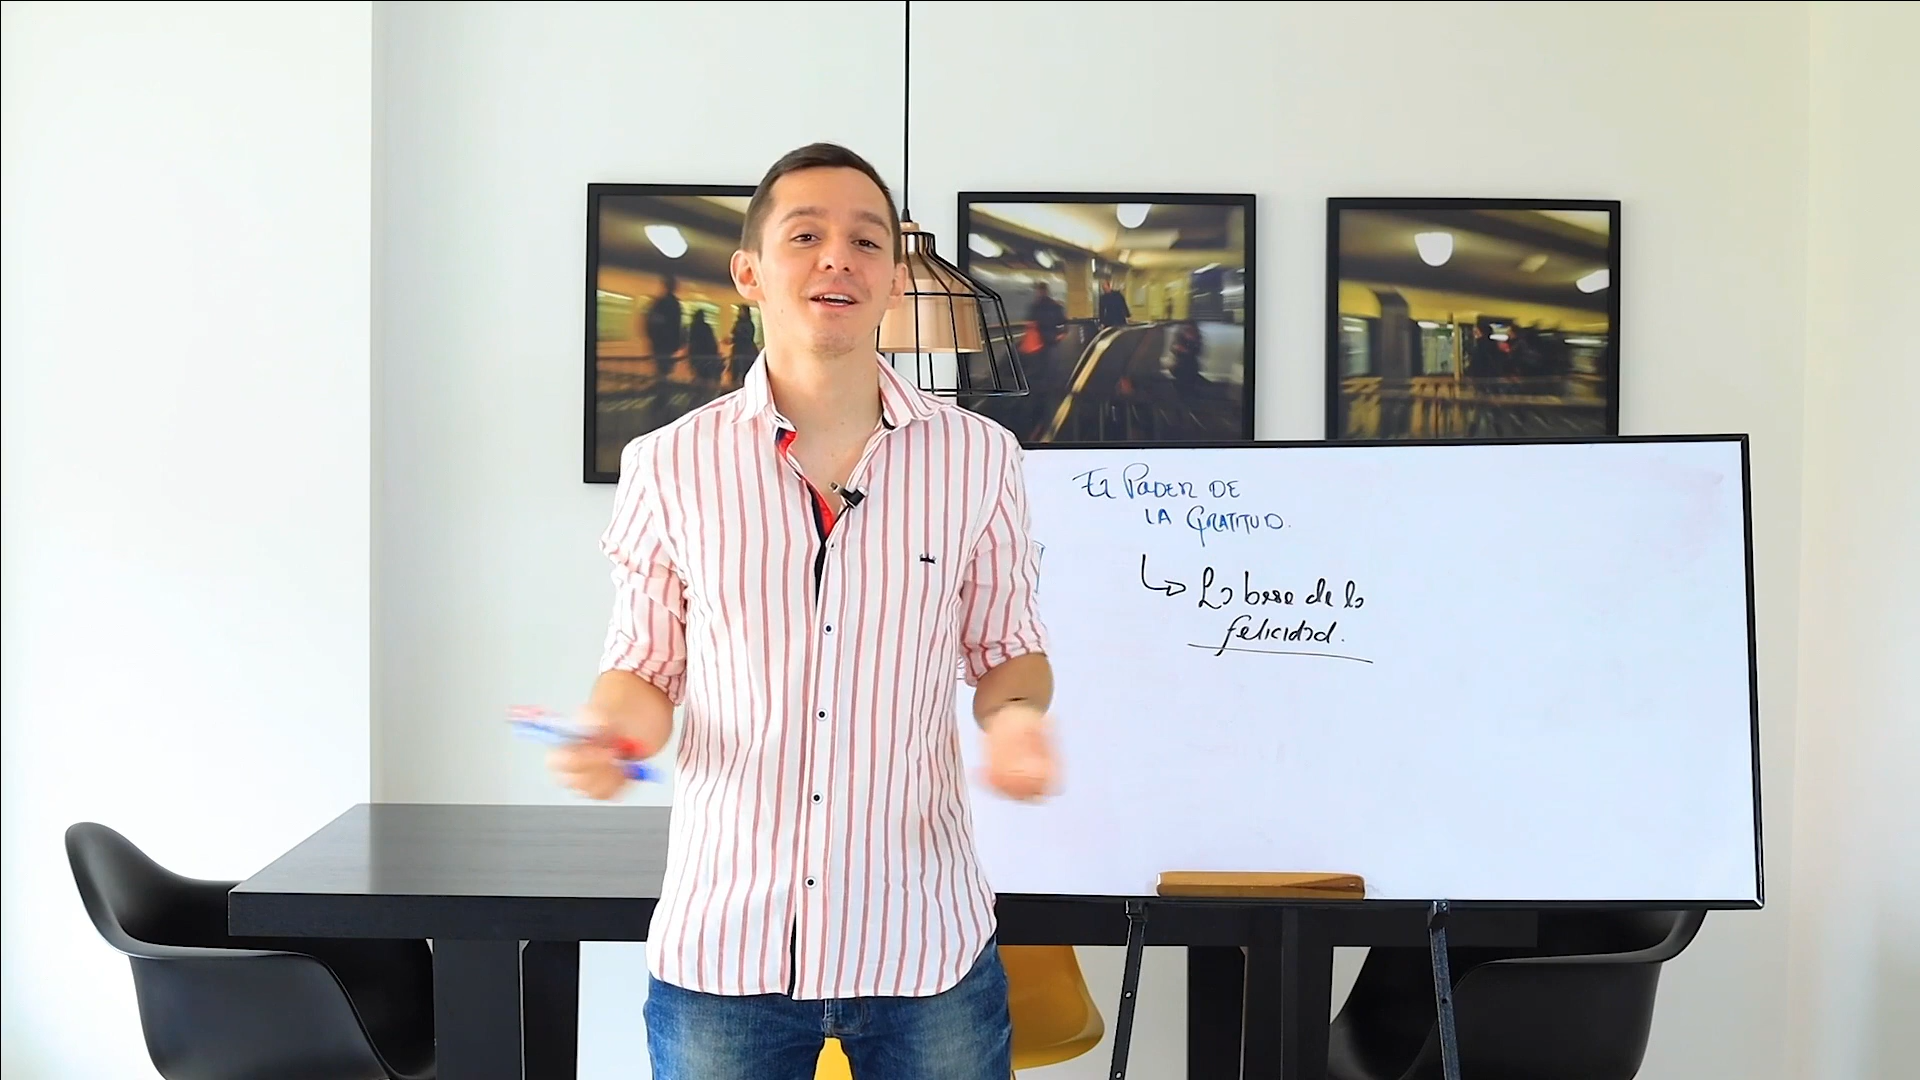 El Poder de
la Gratitud.
La base de la
felicidad.